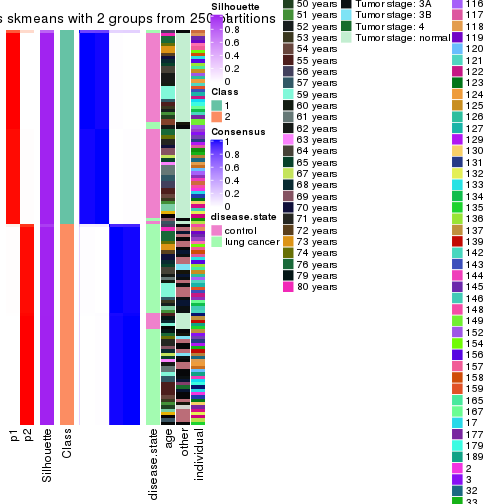 s skmeans with 2 groups from 250 partitions
Silhouette
1
0.8
0.6
0.4
0.2
0
Class
1
2
Consensus
1
0.8
0.6
0.4
0.2
0
disease.state
control
lung cancer
50 years
51 years
52 years
53 years
54 years
55 years
56 years
57 years
59 years
60 years
61 years
62 years
63 years
64 years
65 years
67 years
68 years
69 years
70 years
71 years
72 years
73 years
74 years
76 years
79 years
80 years
Tumor stage: 3A
Tumor stage: 3B
Tumor stage: 4
Tumor stage: normal
116
117
118
119
120
121
122
123
124
125
126
127
129
130
131
132
133
134
135
136
137
139
142
143
144
145
146
148
149
152
154
156
157
158
159
165
167
17
177
179
189
2
3
32
33
p1
p2
Silhouette
Class
disease.state
age
other
individual